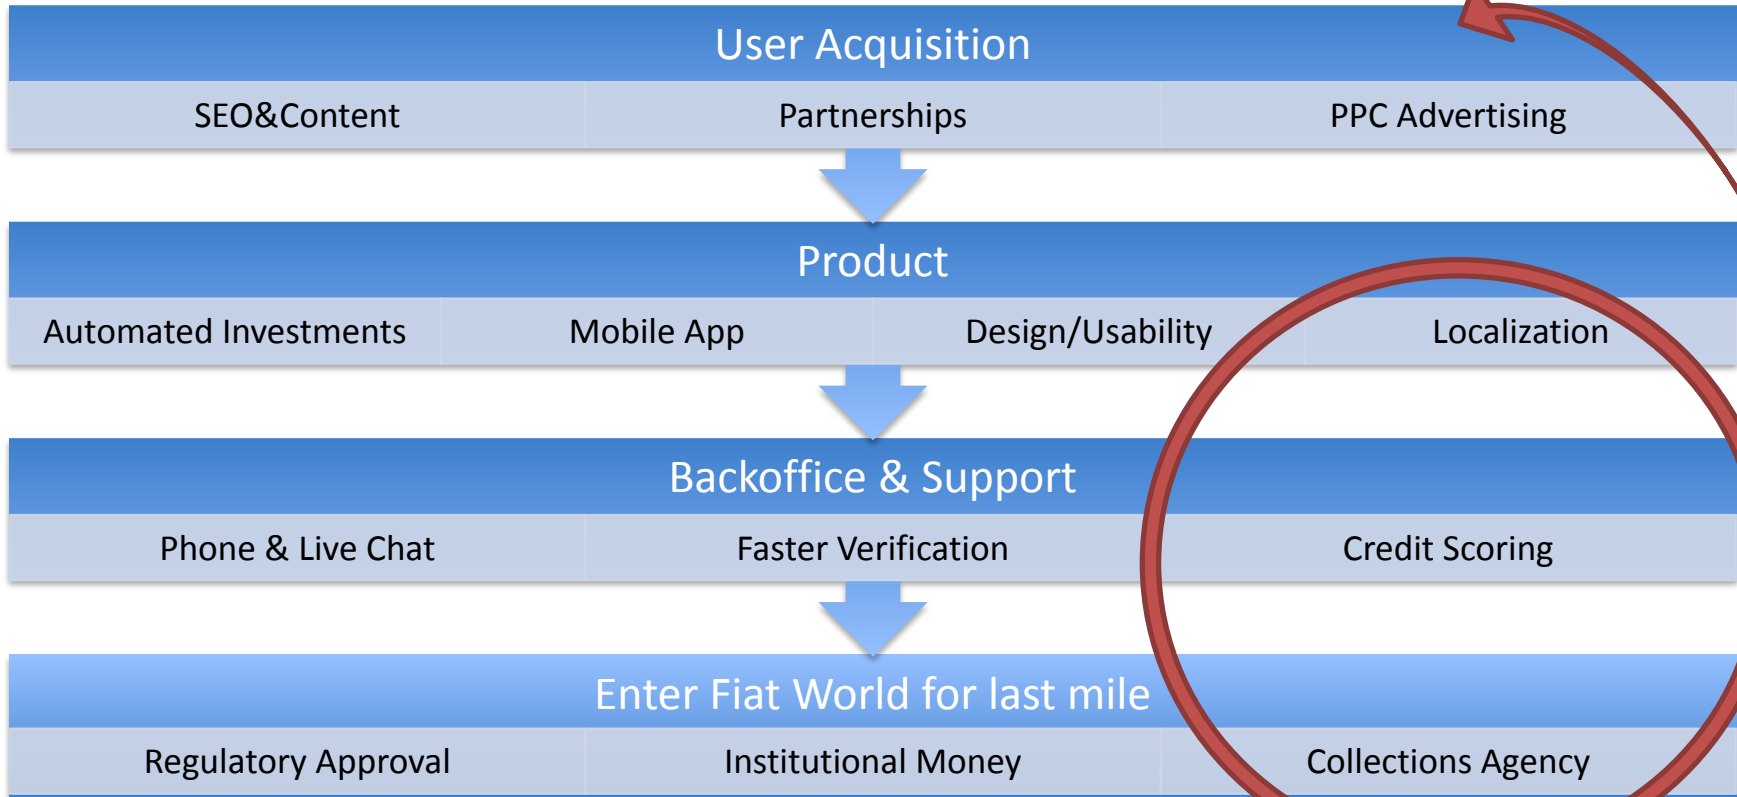 User Acquisition
SEO&Content Partnerships PPC Advertising
Product
Automated Investments Mobile App Design/Usability Localization
Backoffice & Support
Phone & Live Chat Faster Verification Credit Scoring
Enter Fiat World for last mile
Regulatory Approval Institutional Money Collections Agency